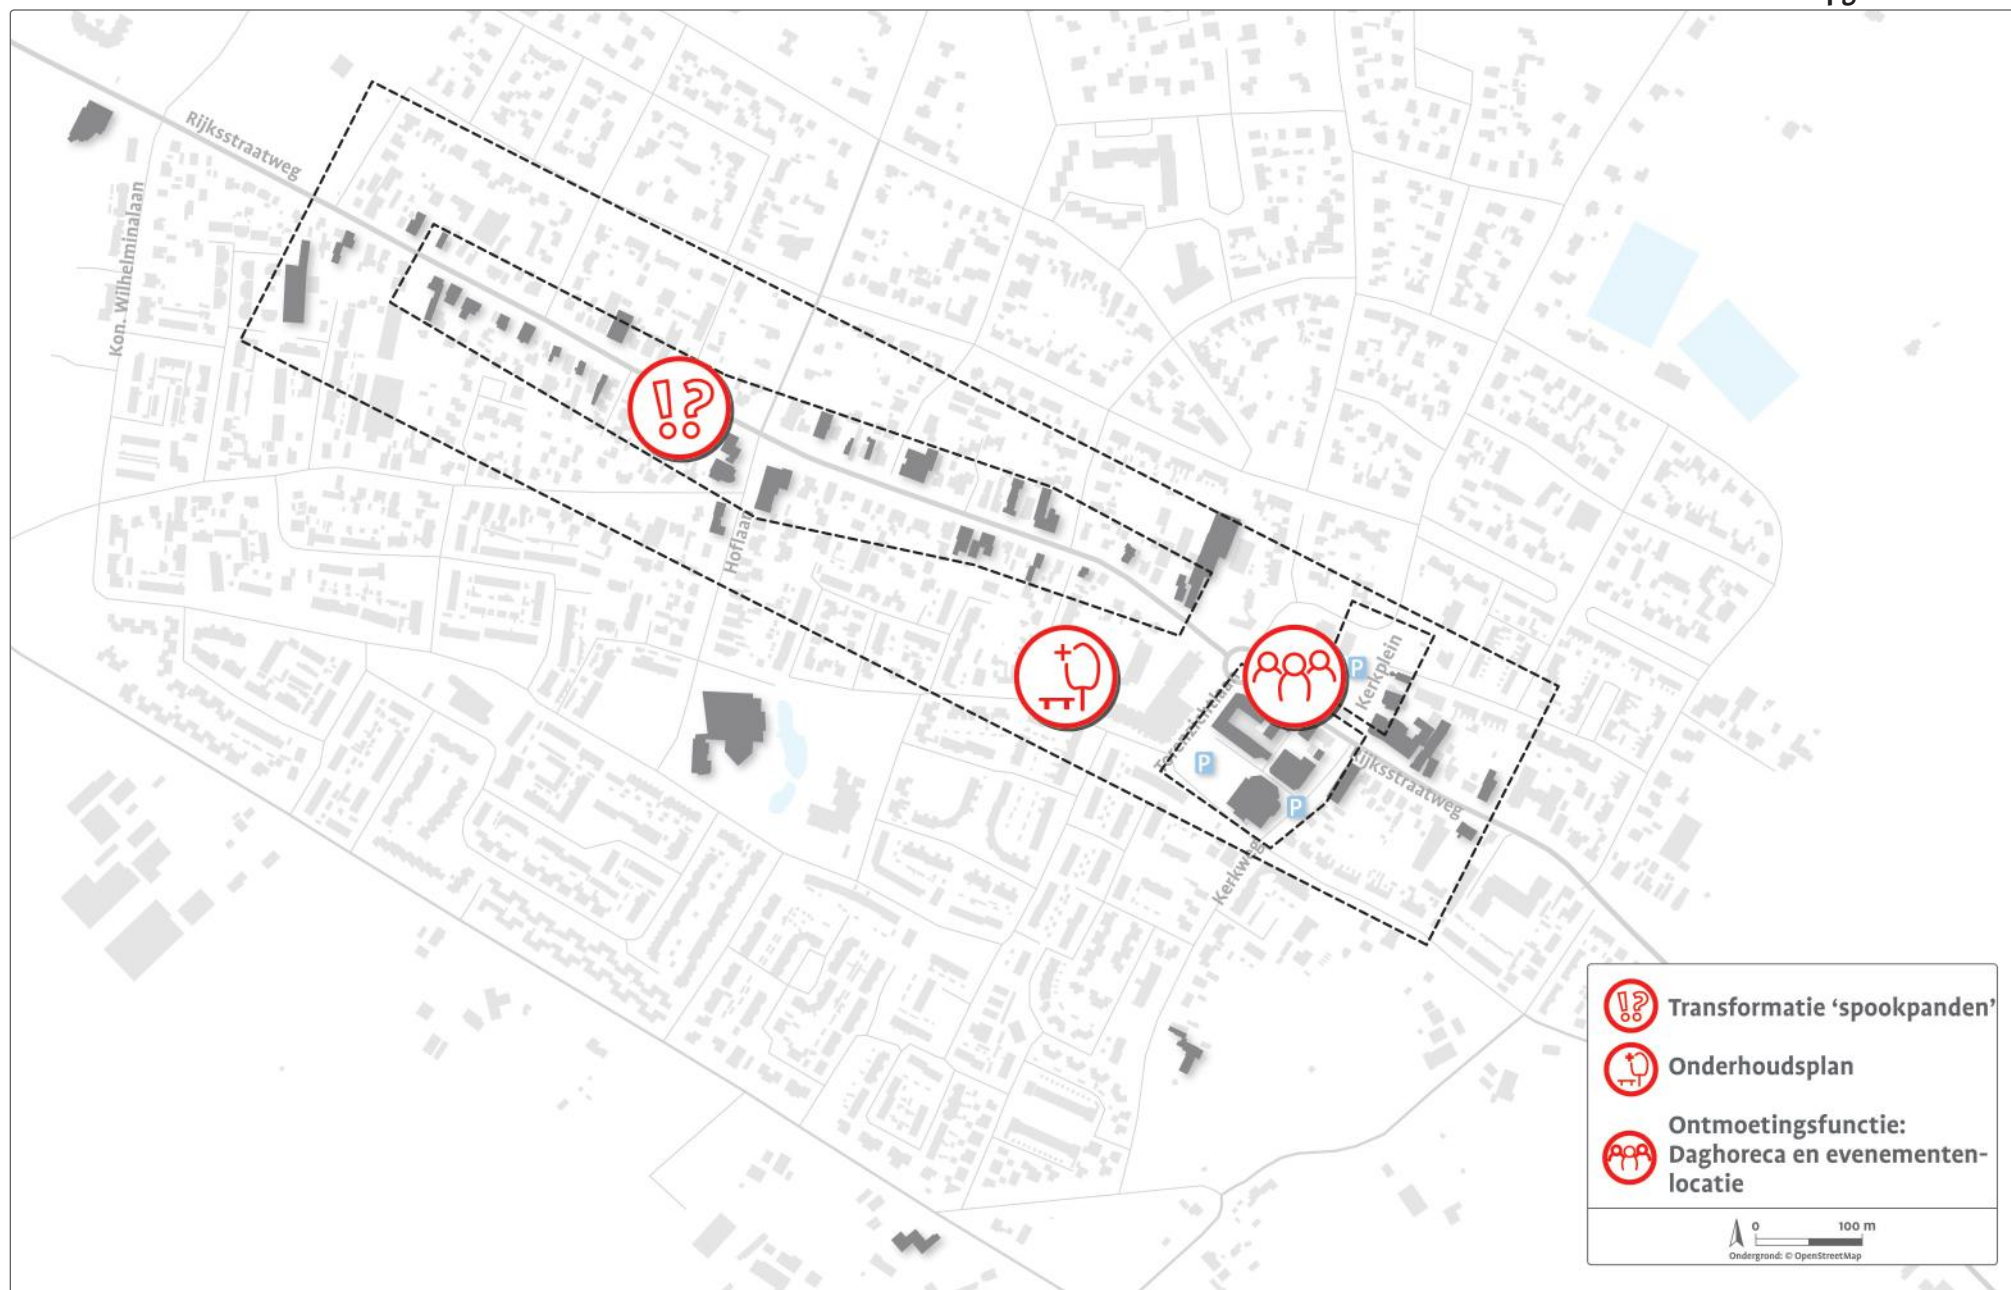 Rijksstraatweg
Kon. Wilhelminalaan
!?
Hoflaan
Kerkplein
P
Terenzichtlaan
P
Rijksstraatweg
P
Kerkweg
!? Transformatie ‘spookpanden’
Onderhoudsplan
Ontmoetingsfunctie:
Daghoreca en evenementen-
locatie
0 100 m
Ondergrond: © OpenStreetMap